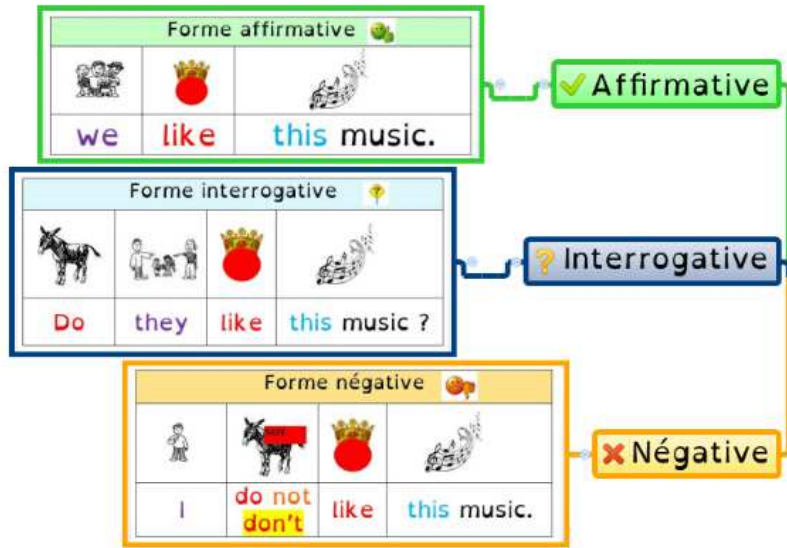 Forme affirmative
we like this music.
Affirmative
Forme interrogative
Do they like this music ?
Interrogative
Forme négative
I do not like this music.
don't
Négative